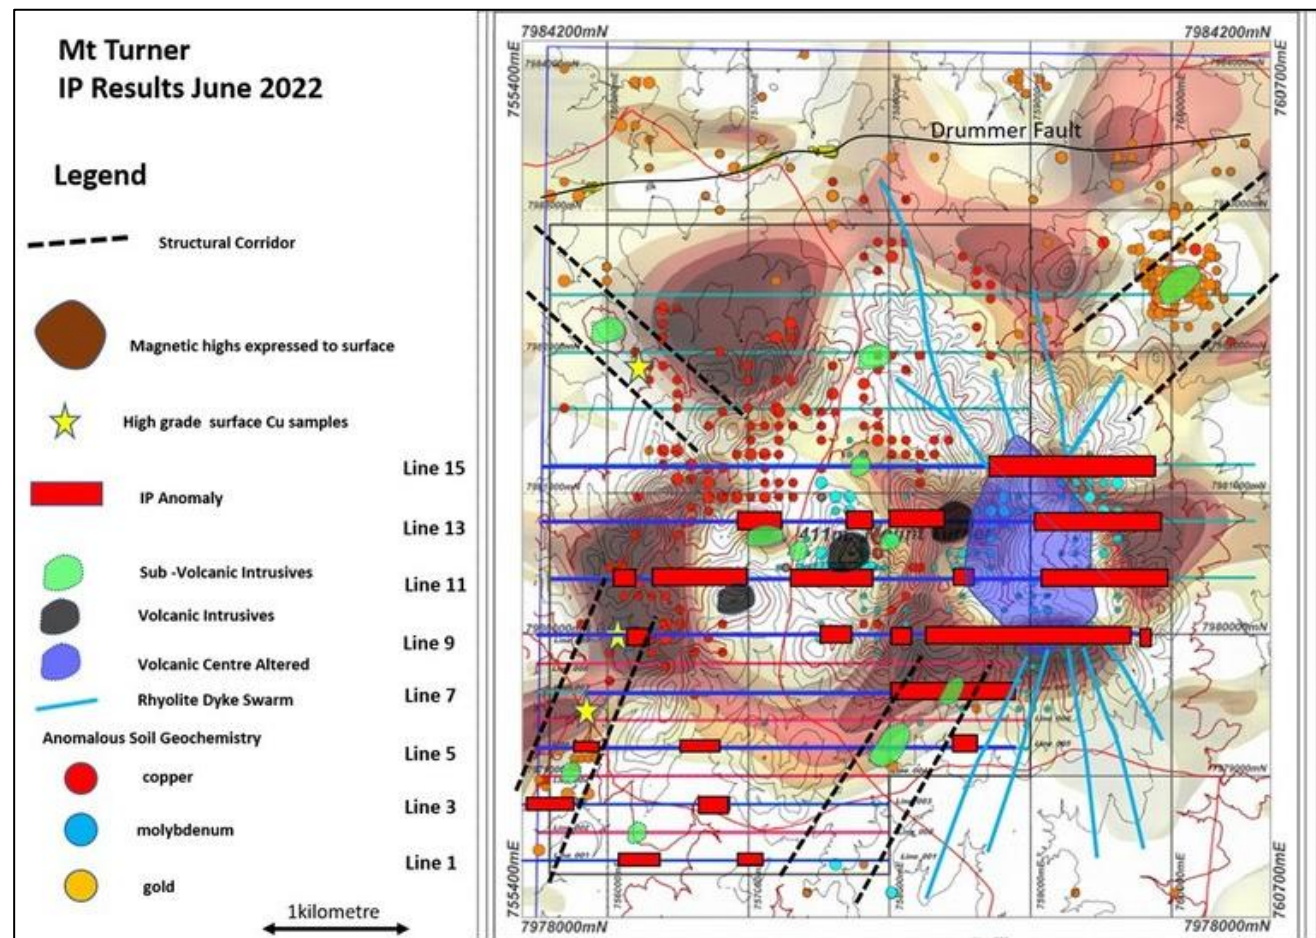 Mt Turner
IP Results June 2022
Legend
Structural Corridor
Magnetic highs expressed to surface
High grade surface Cu samples
IP Anomaly
Sub -Volcanic Intrusives
Volcanic Intrusives
Volcanic Centre Altered
Rhyolite Dyke Swarm
Anomalous Soil Geochemistry
copper
molybdenum
gold
1kilometre
Line 15
Line 13
Line 11
Line 9
Line 7
Line 5
Line 3
Line 1
7984200mN
7984200mN
755400mE
760700mE
Drummer Fault
7981000mN
7980000mN
7979000mN
755400mE
760700mE
7978000mN
7978000mN